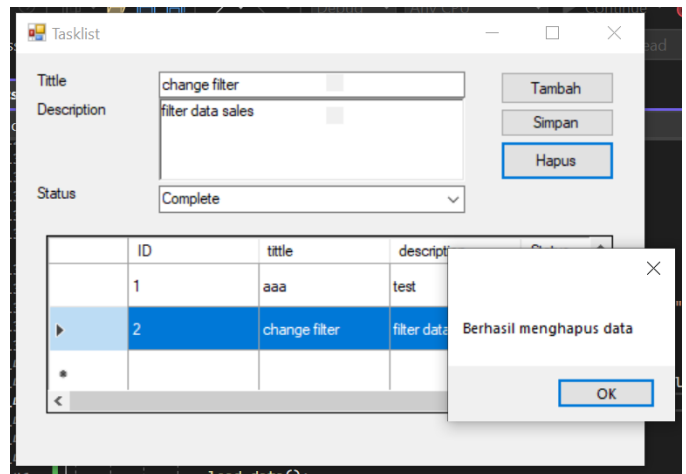 Tasklist
Tittle
change filter
Tambah
Description
filter data sales
Simpan
Hapus
Status
Complete
ID tittle
1 aaa test
2 change filter filter data
Berhasil menghapus data
OK
load_data();